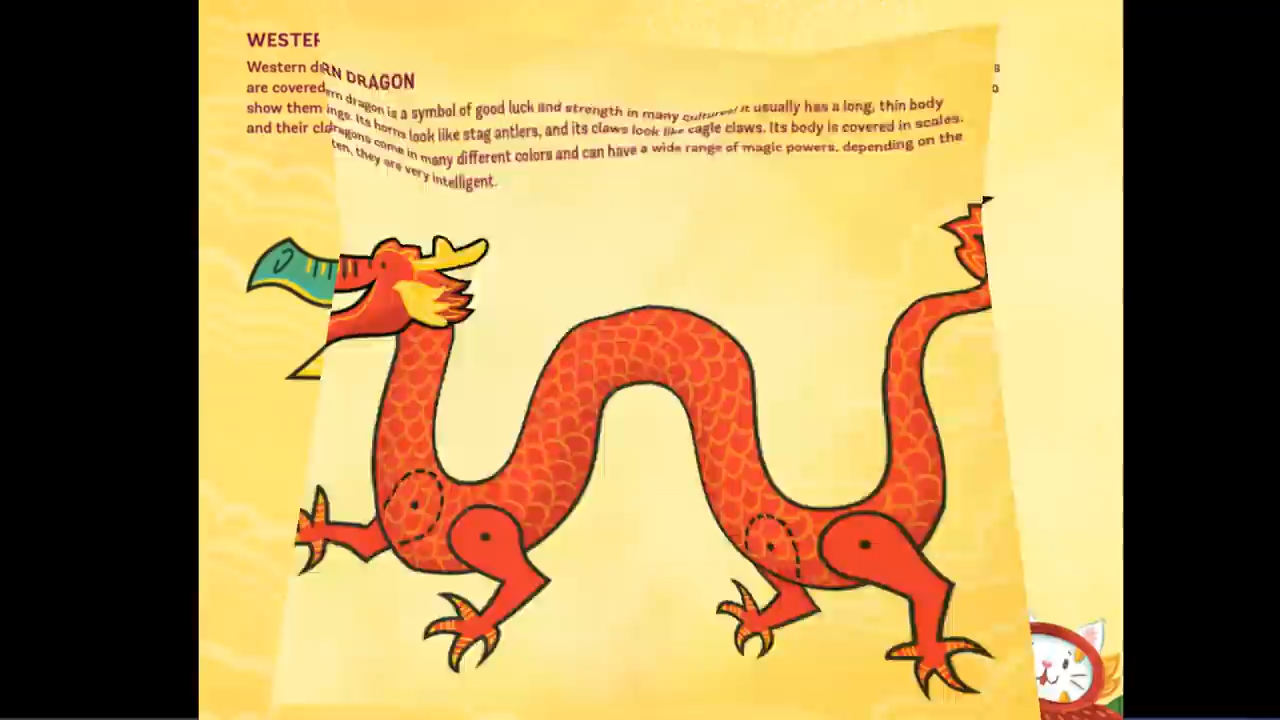 WESTER
RN DRAGON
Western d
ern dragon is a symbol of good luck and strength in many cultures! It usually has a long, thin body
are covered
ings. Its horns look like stag antlers, and its claws look like eagle claws. Its body is covered in scales.
show them
dragons come in many different colors and can have a wide range of magic powers, depending on the
and their cl
ten, they are very intelligent.